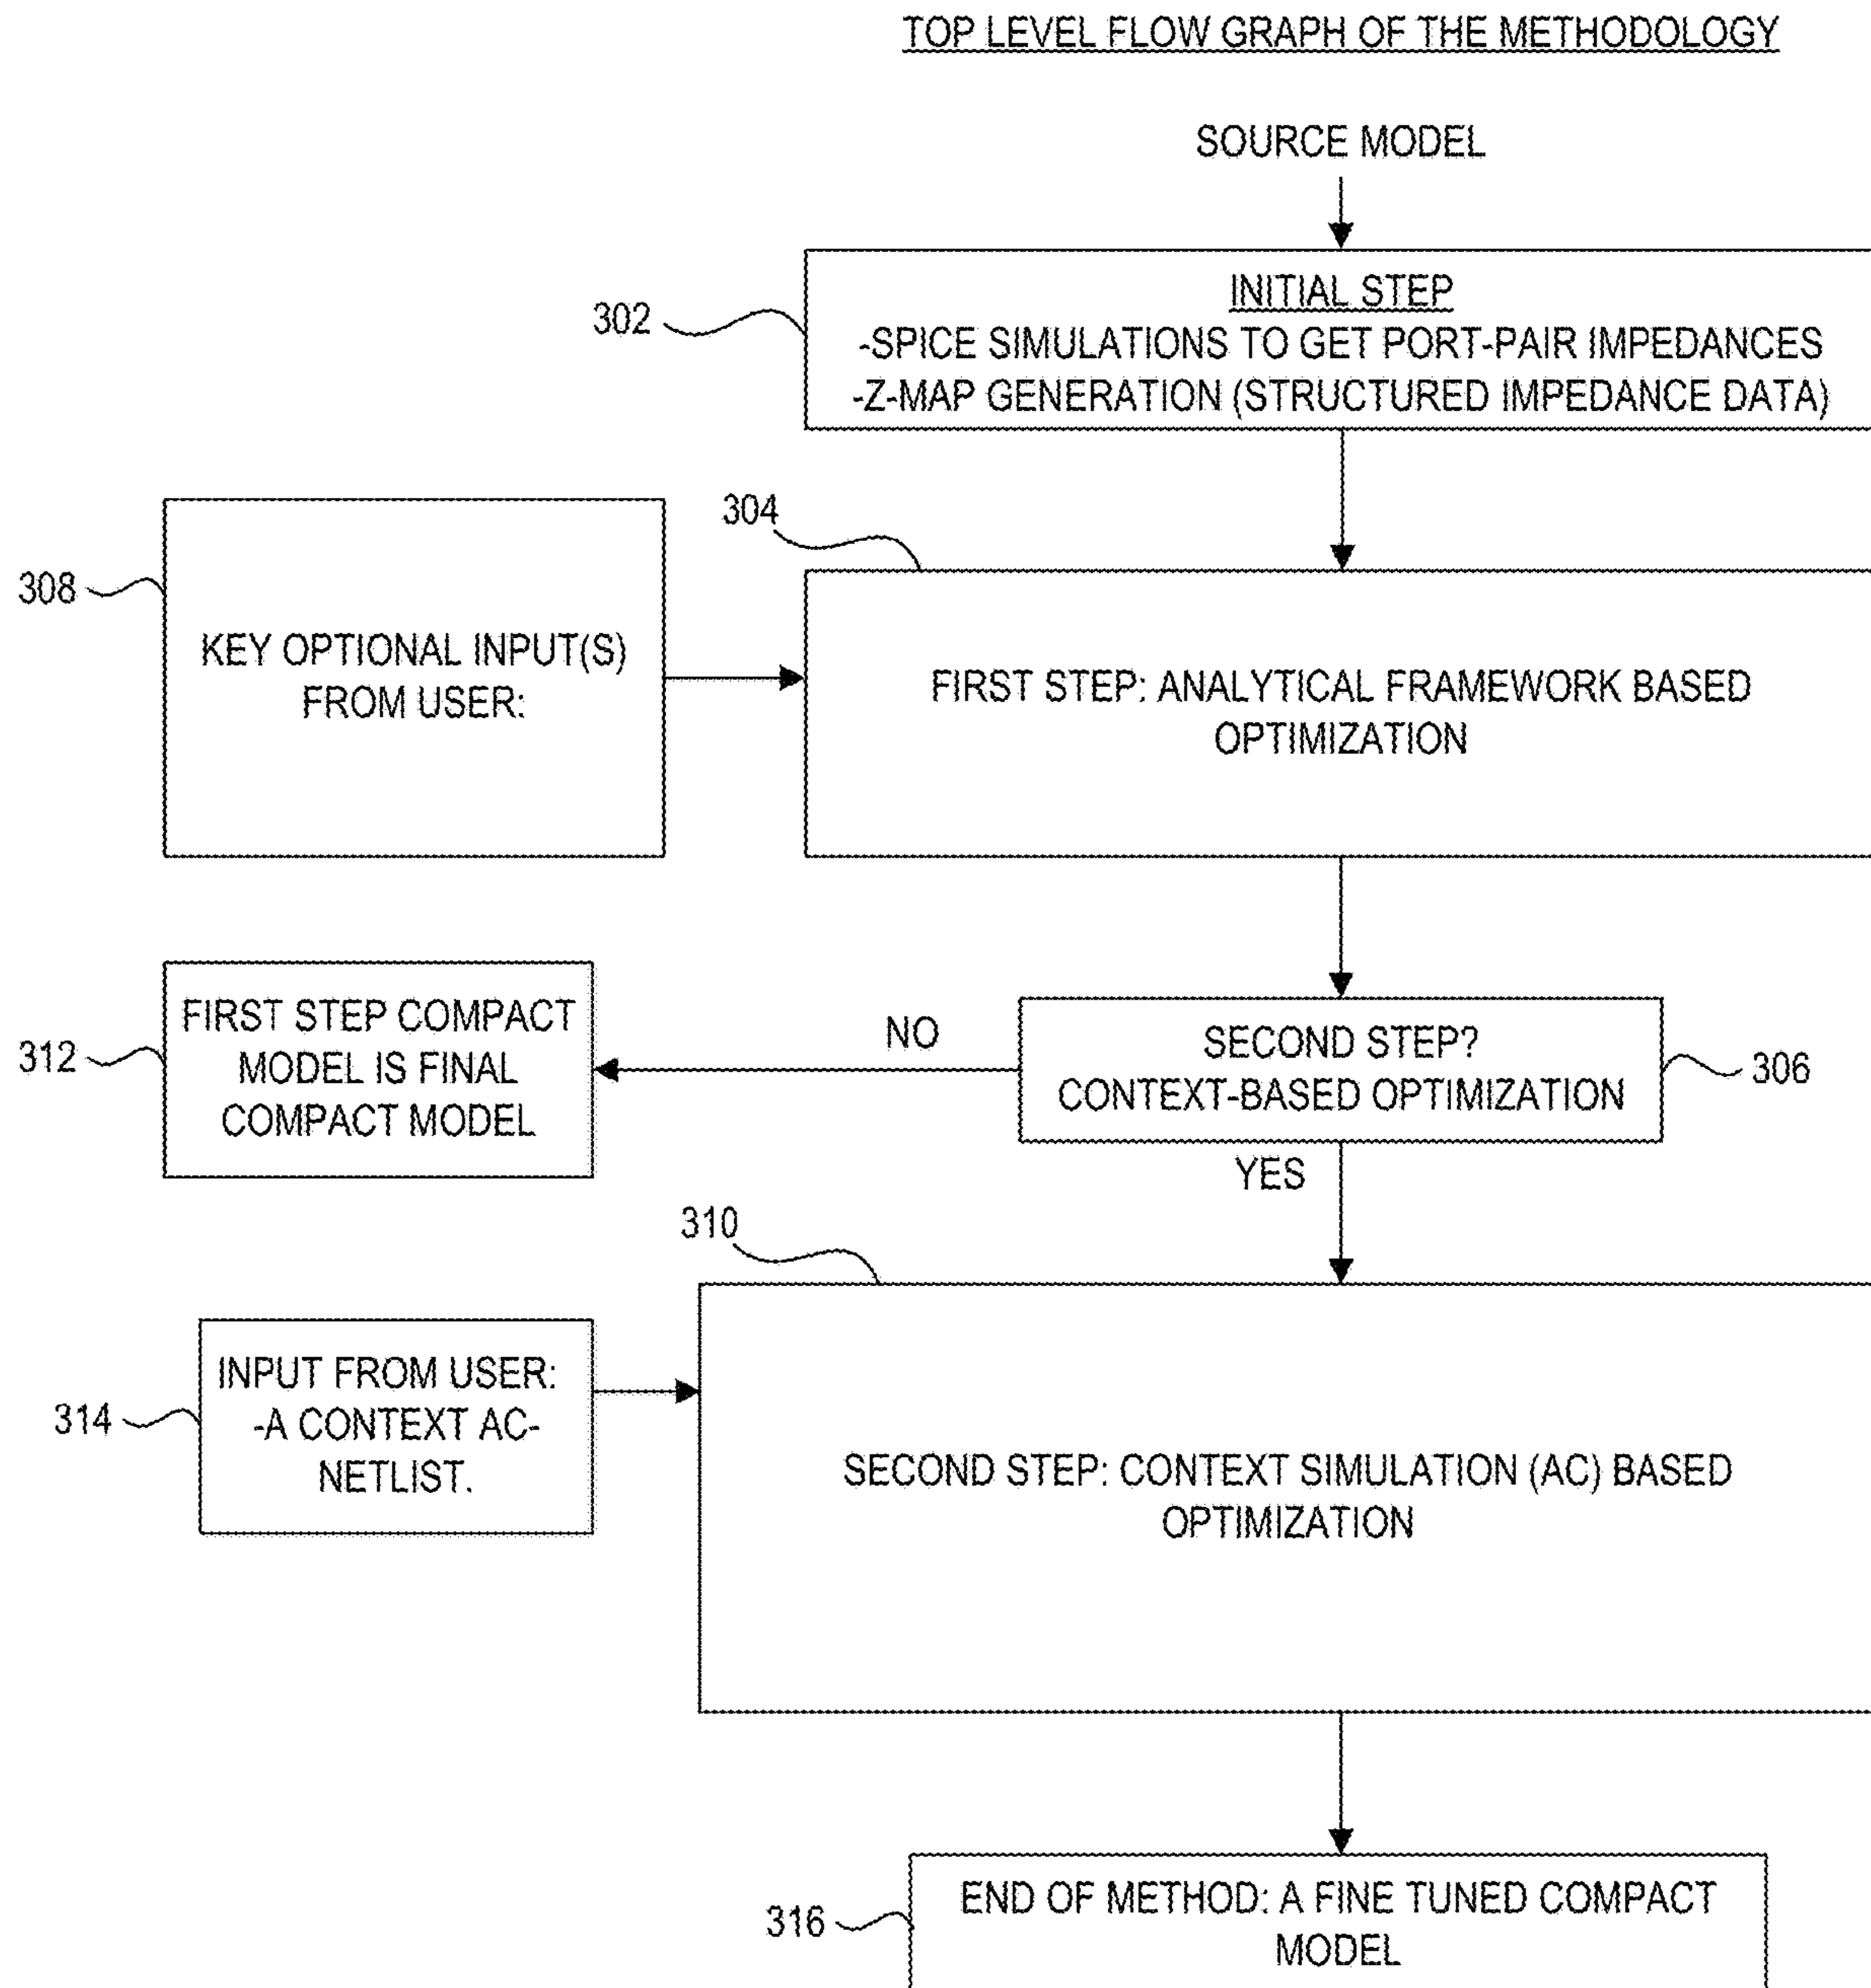 TOP LEVEL FLOW GRAPH OF THE METHODOLOGY
SOURCE MODEL
302
INITIAL STEP
-SPICE SIMULATIONS TO GET PORT-PAIR IMPEDANCES
-Z-MAP GENERATION (STRUCTURED IMPEDANCE DATA)
308
KEY OPTIONAL INPUT(S)
FROM USER:
304
FIRST STEP: ANALYTICAL FRAMEWORK BASED
OPTIMIZATION
312
FIRST STEP COMPACT
MODEL IS FINAL
COMPACT MODEL
NO
SECOND STEP?
CONTEXT-BASED OPTIMIZATION
306
YES
310
314
INPUT FROM USER:
-A CONTEXT AC-
NETLIST.
SECOND STEP: CONTEXT SIMULATION (AC) BASED
OPTIMIZATION
316
END OF METHOD: A FINE TUNED COMPACT
MODEL